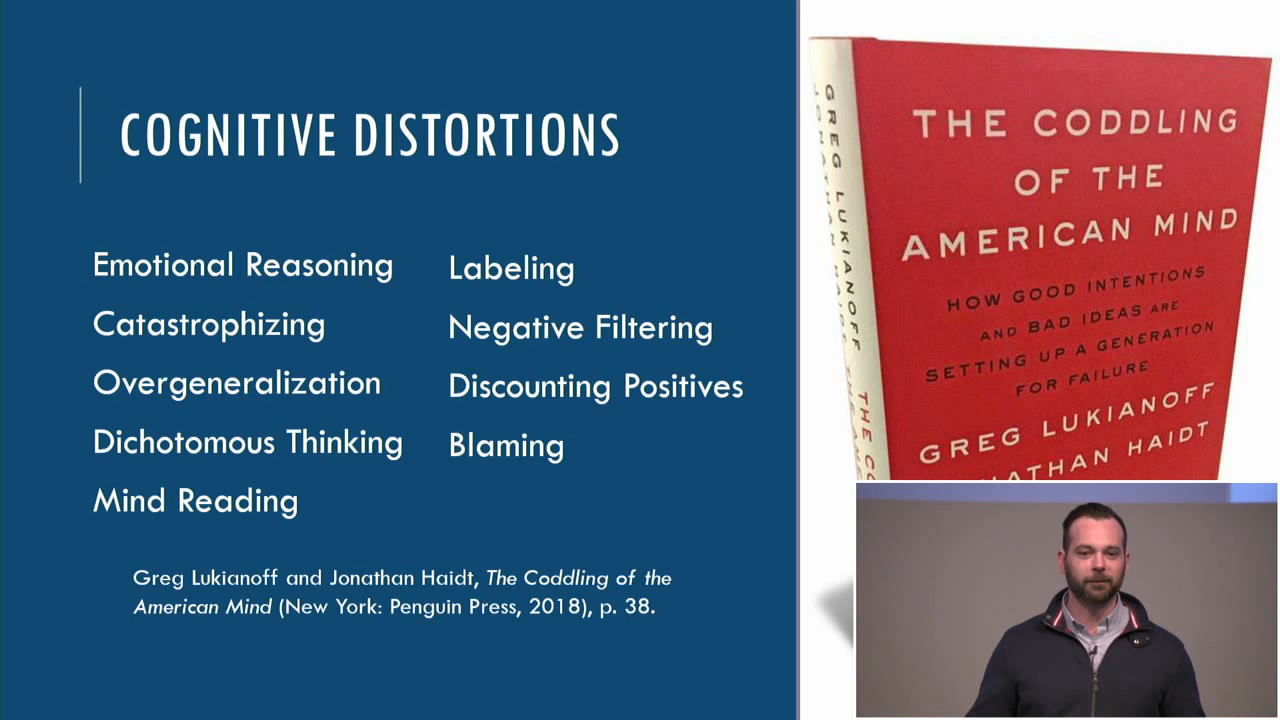 COGNITIVE DISTORTIONS
Emotional Reasoning
Catastrophizing
Overgeneralization
Dichotomous Thinking
Mind Reading
Labeling
Negative Filtering
Discounting Positives
Blaming
Greg Lukianoff and Jonathan Haidt, The Coddling of the
American Mind (New York: Penguin Press, 2018), p. 38.
GREG LUKIANOFF
THE CODDLING
OF THE
AMERICAN MIND
HOW GOOD INTENTIONS
AND BAD IDEAS ARE
SETTING UP A GENERATION
FOR FAILURE
GREG LUKIANOFF
HAIDT